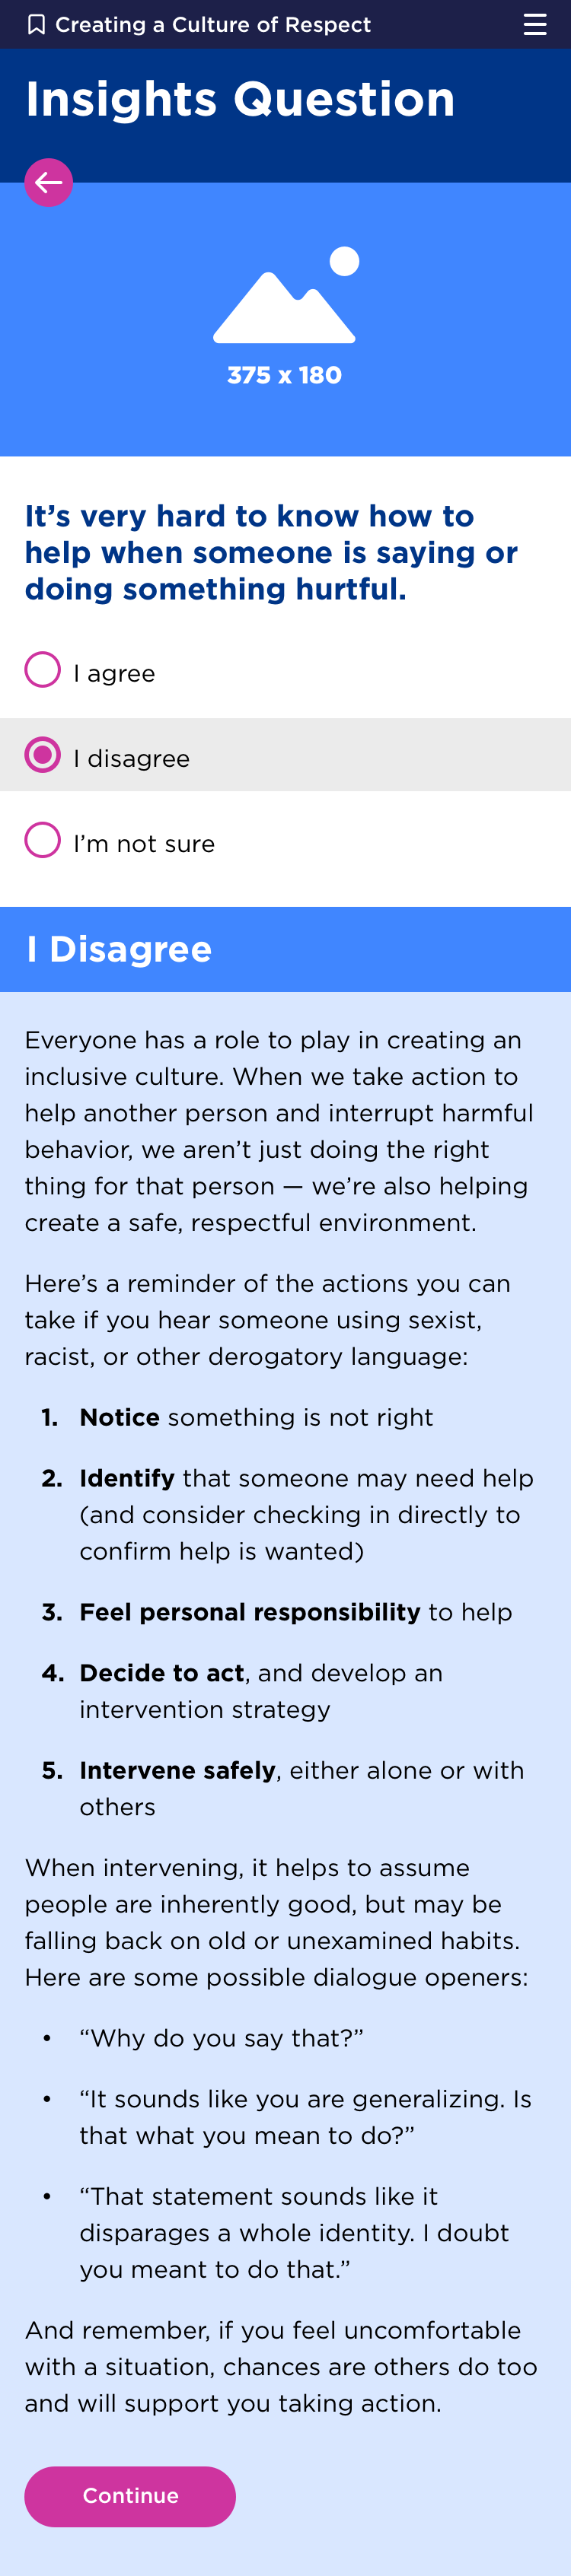 Creating a Culture of Respect
Insights Question
375 x 180
It’s very hard to know how to
help when someone is saying or
doing something hurtful.
I agree
I disagree
I’m not sure
I Disagree
Everyone has a role to play in creating an
inclusive culture. When we take action to
help another person and interrupt harmful
behavior, we aren’t just doing the right
thing for that person — we’re also helping
create a safe, respectful environment.
Here’s a reminder of the actions you can
take if you hear someone using sexist,
racist, or other derogatory language:
1. Notice something is not right
2. Identify that someone may need help
(and consider checking in directly to
confirm help is wanted)
3. Feel personal responsibility to help
4. Decide to act, and develop an
intervention strategy
5. Intervene safely, either alone or with
others
When intervening, it helps to assume
people are inherently good, but may be
falling back on old or unexamined habits.
Here are some possible dialogue openers:
• “Why do you say that?”
• “It sounds like you are generalizing. Is
that what you mean to do?”
• “That statement sounds like it
disparages a whole identity. I doubt
you meant to do that.”
And remember, if you feel uncomfortable
with a situation, chances are others do too
and will support you taking action.
Continue